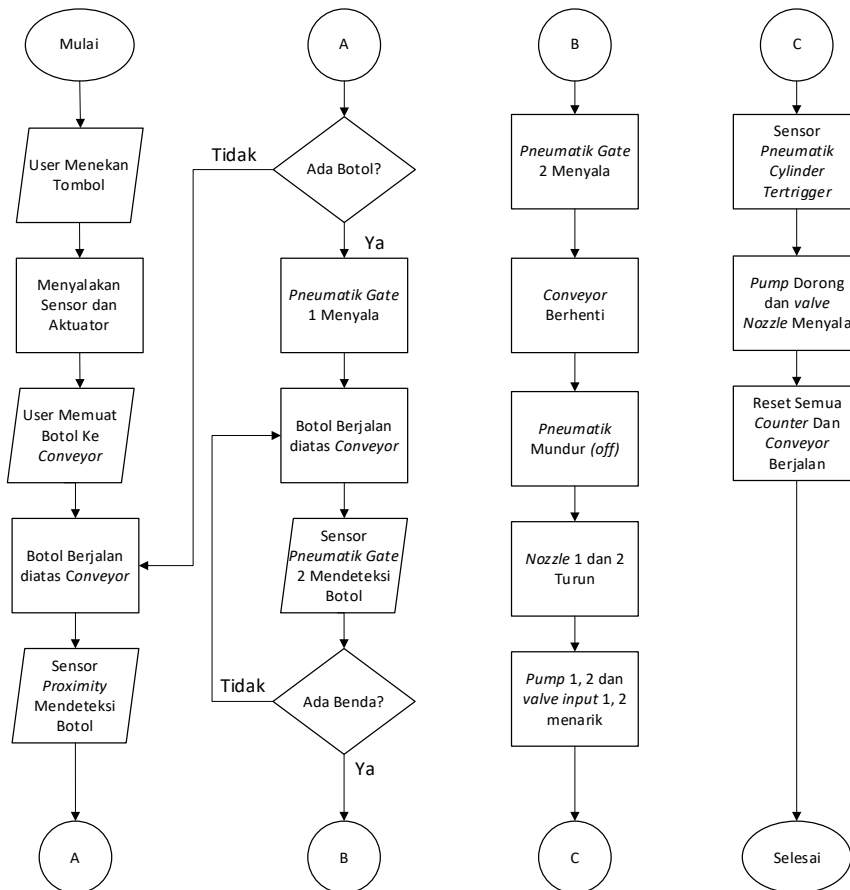 Mulai
User Menekan
Tombol
Menyalakan
Sensor dan
Aktuator
User Memuat
Botol Ke
Conveyor
Botol Berjalan
diatas Conveyor
Sensor
Proximity
Mendeteksi
Botol
A
A
Ada Botol?
Tidak
Ya
Pneumatik Gate
1 Menyala
Botol Berjalan
diatas Conveyor
Sensor
Pneumatik Gate
2 Mendeteksi
Botol
Ada Benda?
Tidak
Ya
B
B
Pneumatik Gate
2 Menyala
Conveyor
Berhenti
Pneumatik
Mundur (off)
Nozzle 1 dan 2
Turun
Pump 1, 2 dan
valve input 1, 2
menarik
C
C
Sensor
Pneumatik
Cylinder
Tertrigger
Pump Dorong
dan valve
Nozzle Menyala
Reset Semua
Counter Dan
Conveyor
Berjalan
Selesai